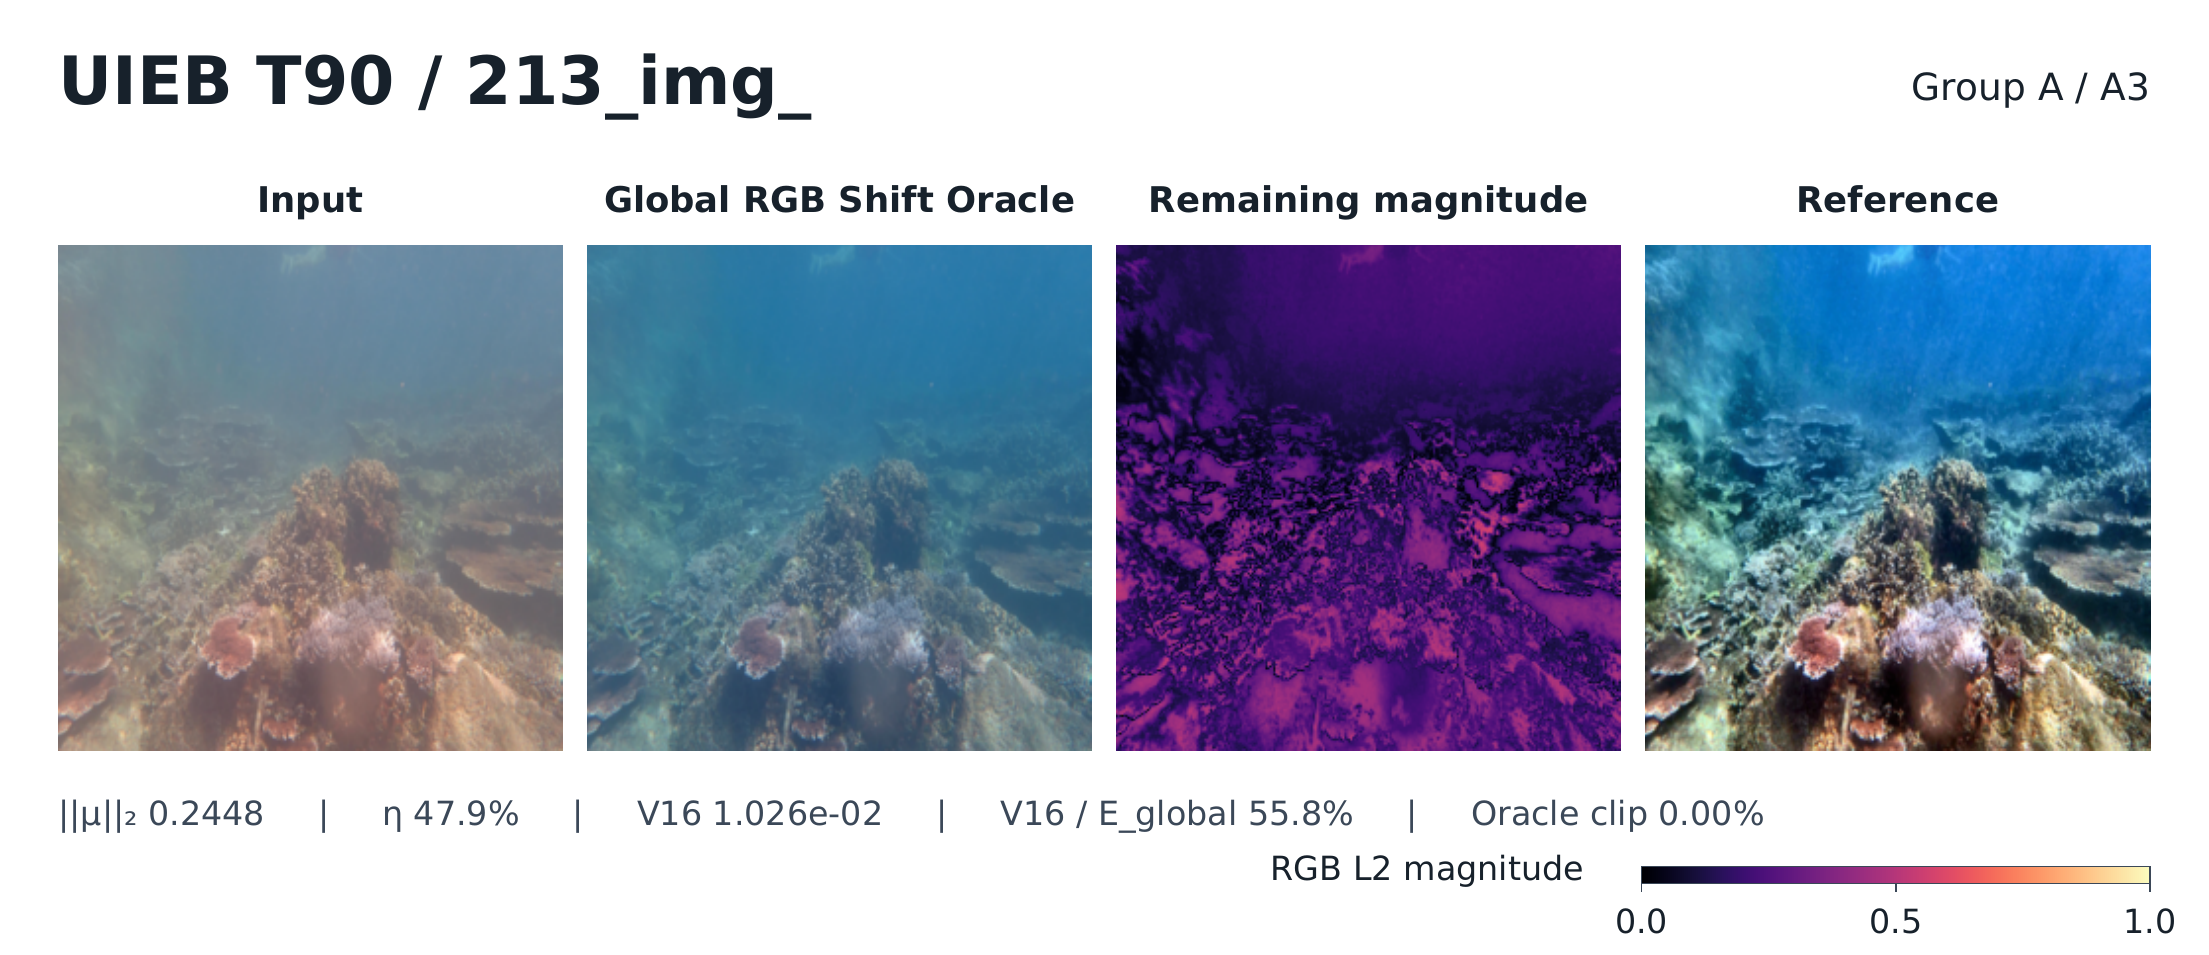 UIEB T90 / 213_img_
Group A / A3
Input
Global RGB Shift Oracle
Remaining magnitude
Reference
||μ||₂ 0.2448 | η 47.9% | V16 1.026e-02 | V16 / E_global 55.8% | Oracle clip 0.00%
RGB L2 magnitude
0.0 0.5 1.0